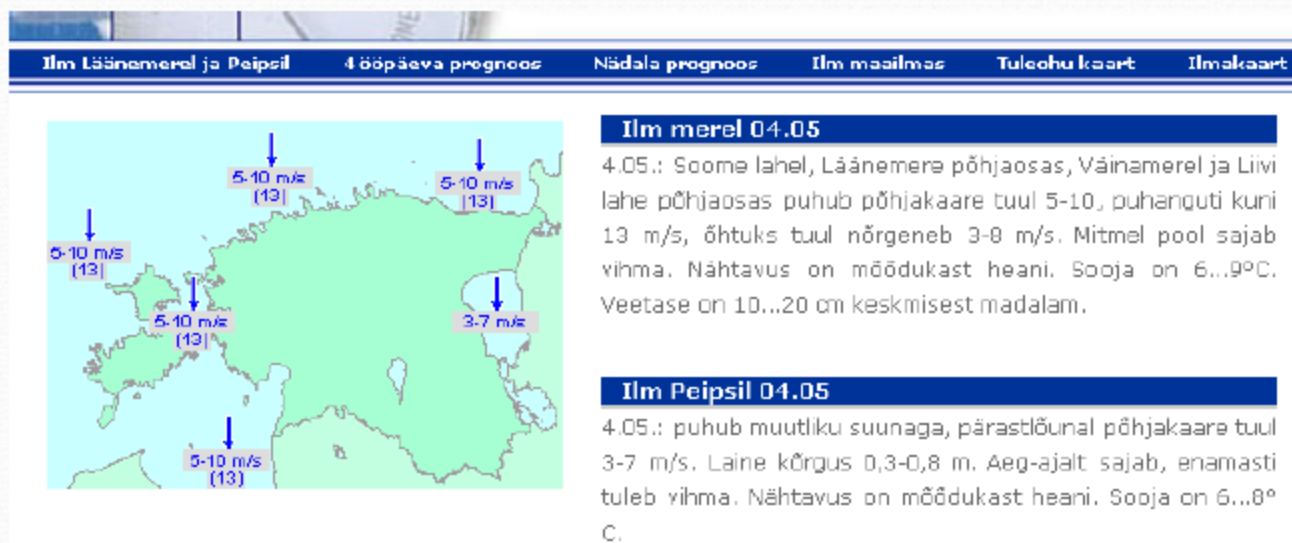 Ilm Läänemerel ja Peipsil 4 ööpäeva prognoos Nädala prognoos Ilm maailmas Tuleohu kaart Ilmakaart
5-10 m/s
(13)
5-10 m/s
(13)
5-10 m/s
(13)
5-10 m/s
(13)
3-7 m/s
5-10 m/s
(13)
Ilm merel 04.05
4.05.: Soome lahel, Läänemere põhjaosas, Väinamerel ja Liivi
lahe põhjaosas puhub põhjakaare tuul 5-10, puhanguti kuni
13 m/s, õhtuks tuul nõrgeneb 3-8 m/s. Mitmel pool sajab
vihma. Nähtavus on mõõdukast heani. Sooja on 6...9°C.
Veetase on 10...20 cm keskmisest madalam.
Ilm Peipsil 04.05
4.05.: puhub muutliku suunaga, pärastlõunal põhjakaare tuul
3-7 m/s. Laine kõrgus 0,3-0,8 m. Aeg-ajalt sajab, enamasti
tuleb vihma. Nähtavus on mõõdukast heani. Sooja on 6...8°
C.